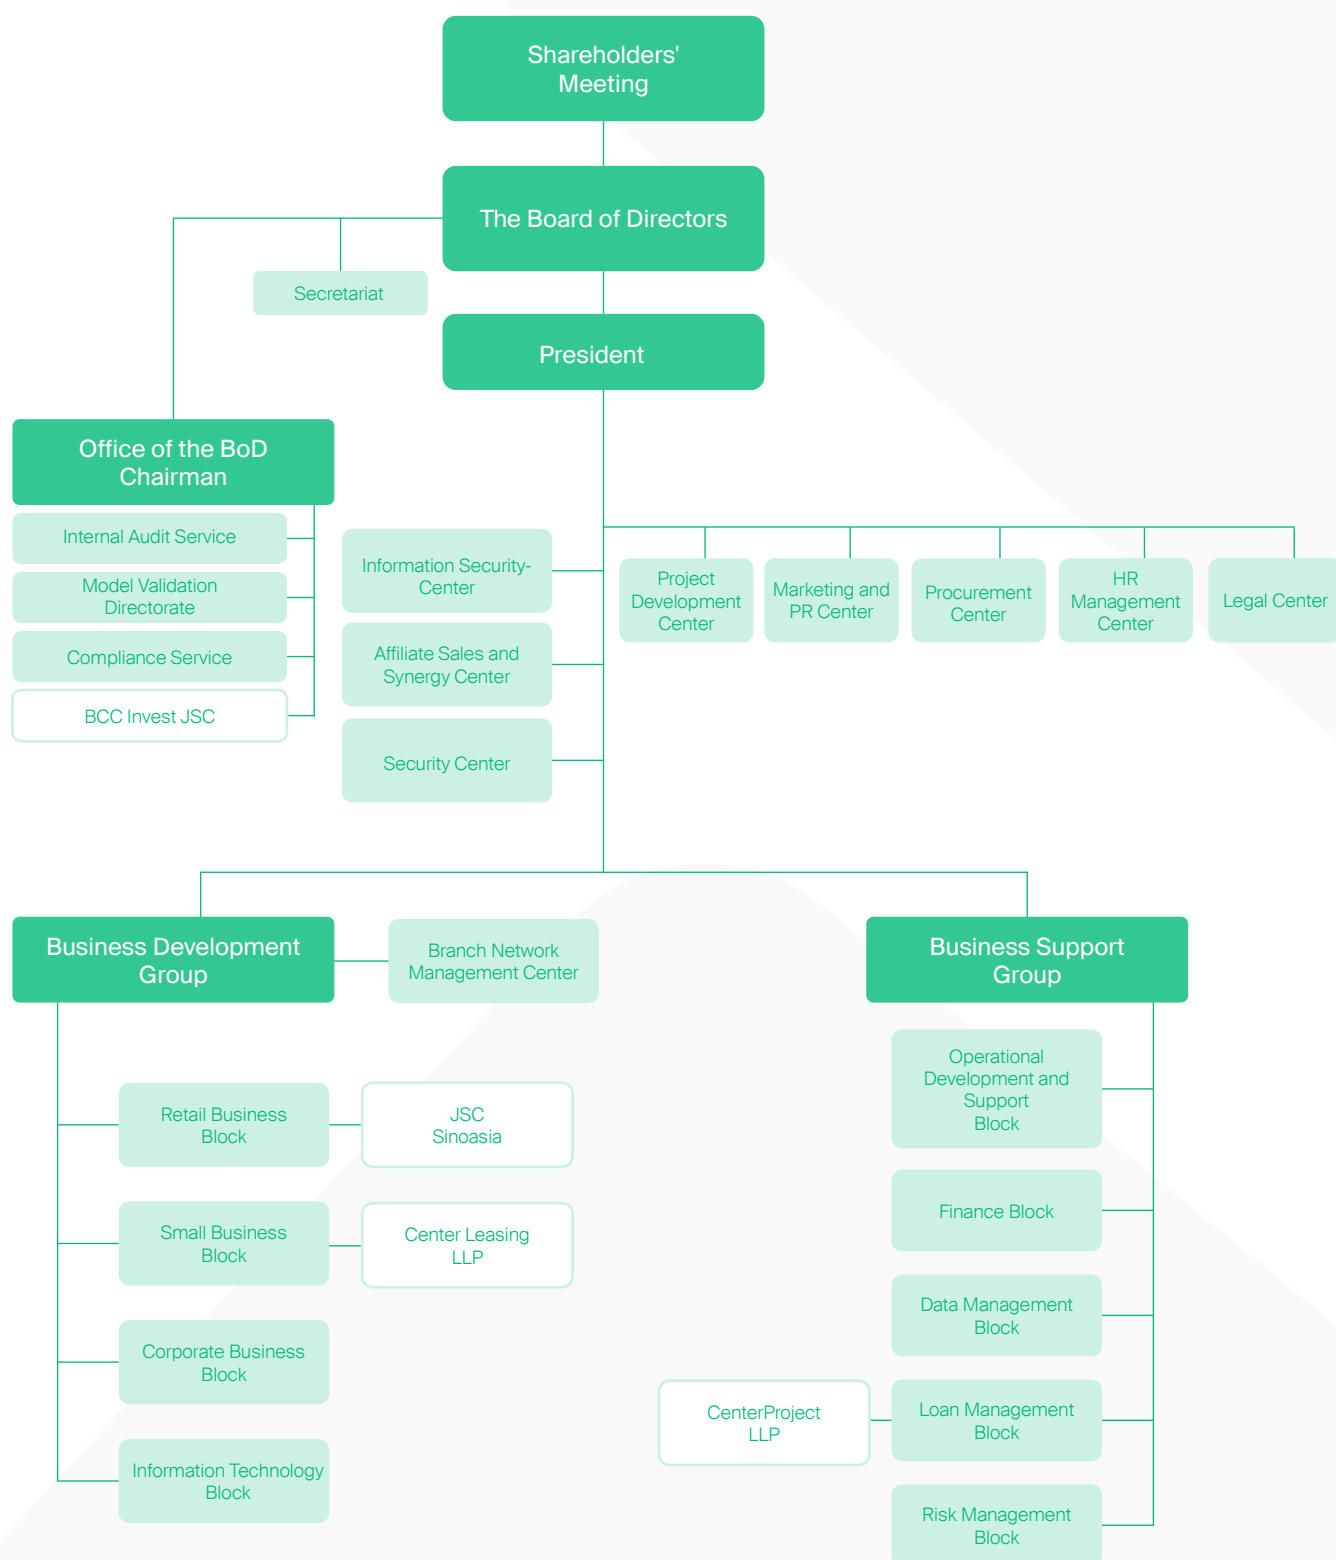 Shareholders'
Meeting
The Board of Directors
Secretariat
President
Office of the BoD
Chairman
Internal Audit Service
Model Validation
Directorate
Compliance Service
BCC Invest JSC
Information Security-
Center
Affiliate Sales and
Synergy Center
Security Center
Project
Development
Center
Marketing and
PR Center
Procurement
Center
HR
Management
Center
Legal Center
Business Development
Group
Branch Network
Management Center
Retail Business
Block
JSC
Sinoasia
Small Business
Block
Center Leasing
LLP
Corporate Business
Block
Information Technology
Block
Business Support
Group
Operational
Development and
Support
Block
Finance Block
Data Management
Block
CenterProject
LLP
Loan Management
Block
Risk Management
Block